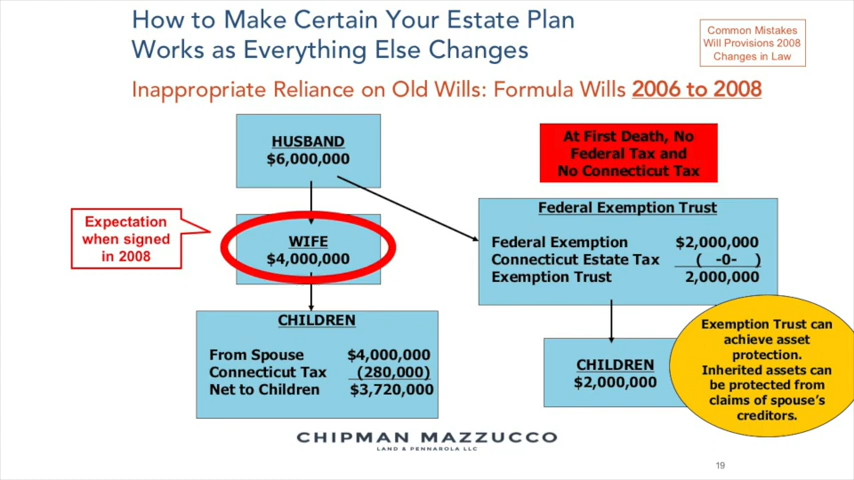 How to Make Certain Your Estate Plan
Works as Everything Else Changes
Common Mistakes
Will Provisions 2008
Changes in Law
Inappropriate Reliance on Old Wills: Formula Wills 2006 to 2008
HUSBAND
$6,000,000
At First Death, No
Federal Tax and
No Connecticut Tax
Expectation
when signed
in 2008
WIFE
$4,000,000
Federal Exemption Trust
Federal Exemption $2,000,000
Connecticut Estate Tax ( -0- )
Exemption Trust 2,000,000
CHILDREN
From Spouse $4,000,000
Connecticut Tax (280,000)
Net to Children $3,720,000
CHILDREN
$2,000,000
Exemption Trust can
achieve asset
protection.
Inherited assets can
be protected from
claims of spouse's
creditors.
CHIPMAN MAZZUCCO
LAND & PENNAROLA LLC
19